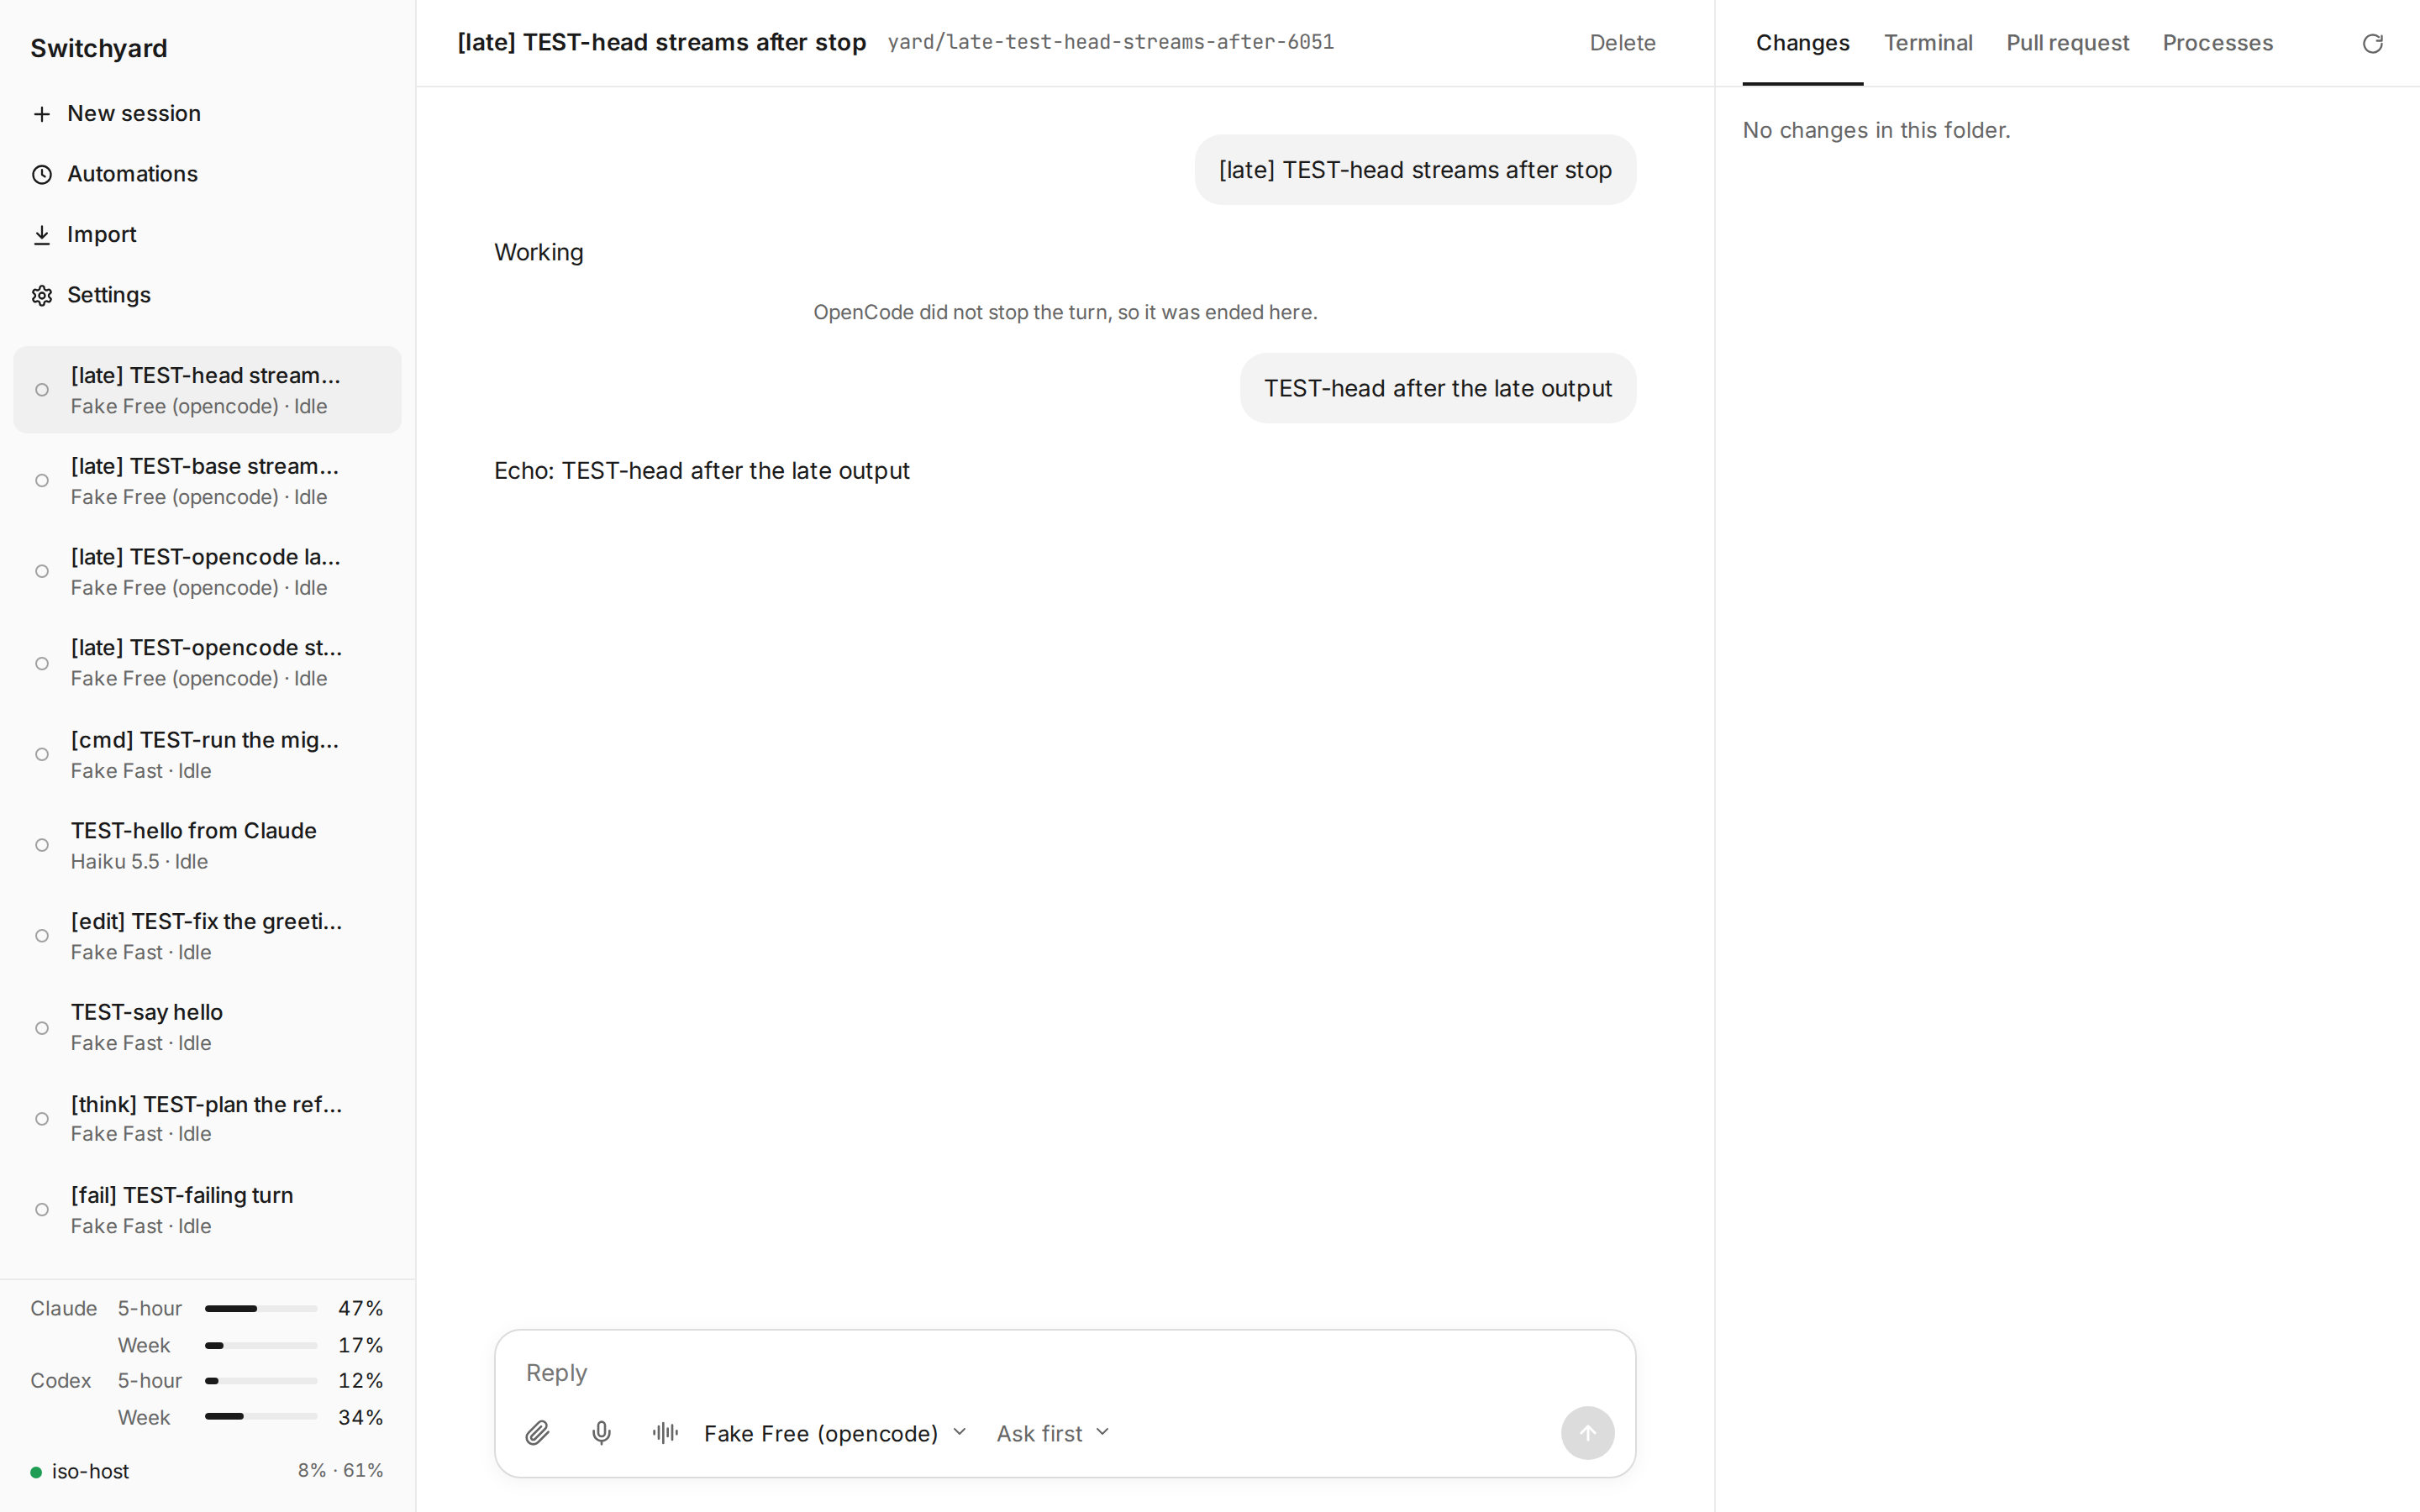 Switchyard
New session
Automations
Import
Settings
[late] TEST-head stream...
Fake Free (opencode) · Idle
[late] TEST-base stream...
Fake Free (opencode) · Idle
[late] TEST-opencode la...
Fake Free (opencode) · Idle
[late] TEST-opencode st...
Fake Free (opencode) · Idle
[cmd] TEST-run the mig...
Fake Fast · Idle
TEST-hello from Claude
Haiku 5.5 · Idle
[edit] TEST-fix the greeti...
Fake Fast · Idle
TEST-say hello
Fake Fast · Idle
[think] TEST-plan the ref...
Fake Fast · Idle
[fail] TEST-failing turn
Fake Fast · Idle
Claude 5-hour 47%
Week 17%
Codex 5-hour 12%
Week 34%
iso-host 8% · 61%
[late] TEST-head streams after stop yard/late-test-head-streams-after-6051 Delete
[late] TEST-head streams after stop
Working
OpenCode did not stop the turn, so it was ended here.
TEST-head after the late output
Echo: TEST-head after the late output
Reply
Fake Free (opencode) Ask first
Changes Terminal Pull request Processes
No changes in this folder.